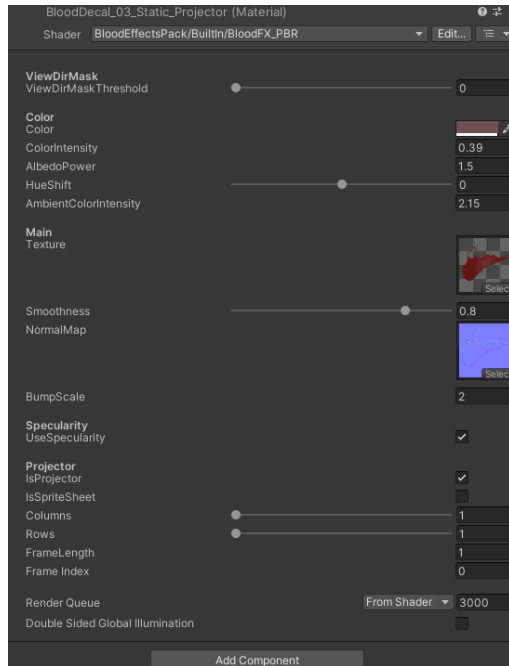 BloodDecal_03_Static_Projector (Material)
Shader BloodEffectsPack/BuiltIn/BloodFX_PBR Edit...
ViewDirMask
ViewDirMaskThreshold 0
Color
Color
ColorIntensity 0.39
AlbedoPower 1.5
HueShift 0
AmbientColorIntensity 2.15
Main
Texture
Selec
Smoothness 0.8
NormalMap
Selec
BumpScale 2
Specularity
UseSpecularity
Projector
IsProjector
IsSpriteSheet
Columns 1
Rows 1
FrameLength 1
Frame Index 0
Render Queue From Shader 3000
Double Sided Global Illumination
Add Component